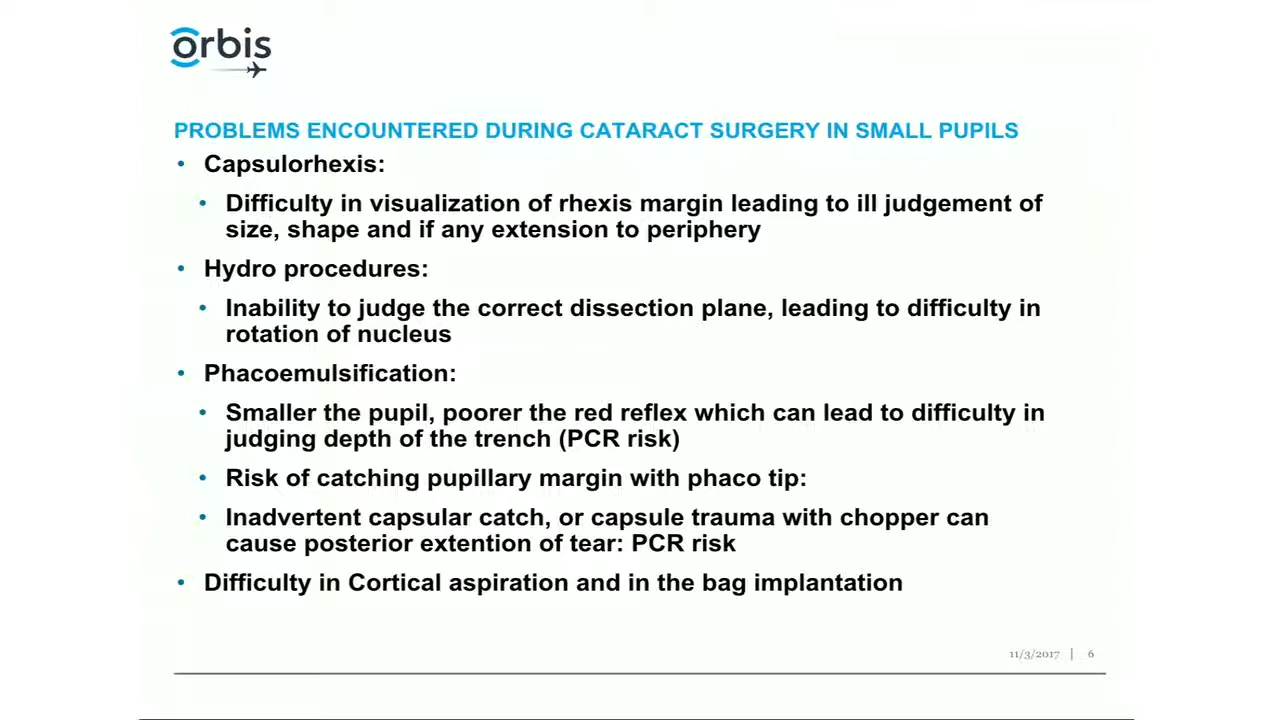 orbis
PROBLEMS ENCOUNTERED DURING CATARACT SURGERY IN SMALL PUPILS
• Capsulorhexis:
• Difficulty in visualization of rhexis margin leading to ill judgement of
size, shape and if any extension to periphery
• Hydro procedures:
• Inability to judge the correct dissection plane, leading to difficulty in
rotation of nucleus
• Phacoemulsification:
• Smaller the pupil, poorer the red reflex which can lead to difficulty in
judging depth of the trench (PCR risk)
• Risk of catching pupillary margin with phaco tip:
• Inadvertent capsular catch, or capsule trauma with chopper can
cause posterior extention of tear: PCR risk
• Difficulty in Cortical aspiration and in the bag implantation
11/3/2017 | 6